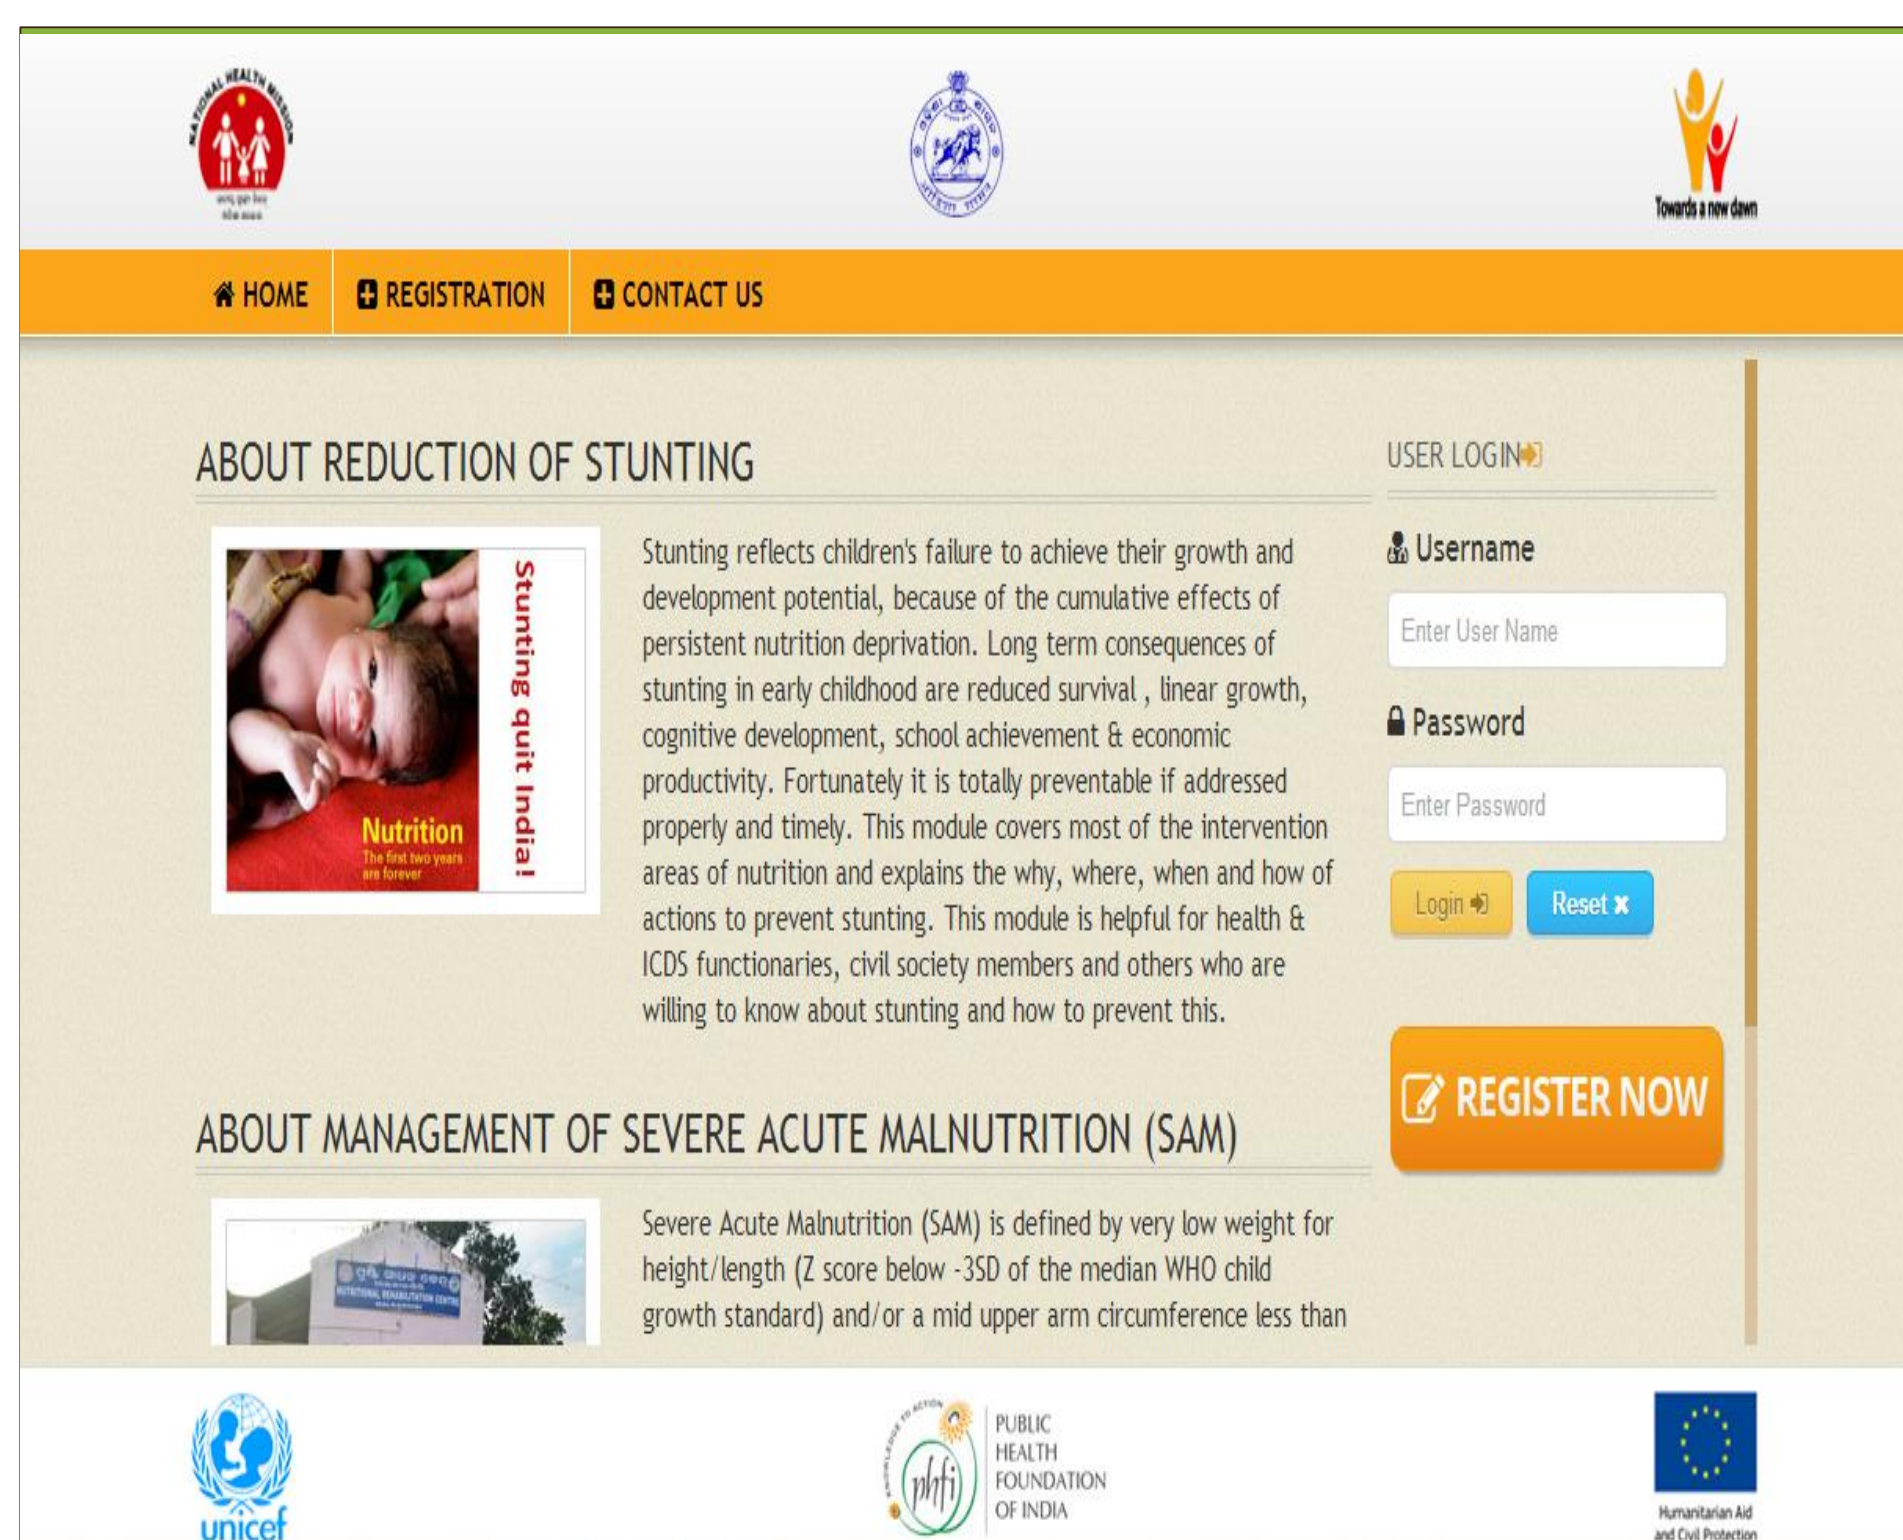 NATIONAL HEALTH MISSION
Towards a new dawn
HOME
REGISTRATION
CONTACT US
ABOUT REDUCTION OF STUNTING
Stunting quit India!
Nutrition
The first two years
are forever
Stunting reflects children's failure to achieve their growth and
development potential, because of the cumulative effects of
persistent nutrition deprivation. Long term consequences of
stunting in early childhood are reduced survival , linear growth,
cognitive development, school achievement & economic
productivity. Fortunately it is totally preventable if addressed
properly and timely. This module covers most of the intervention
areas of nutrition and explains the why, where, when and how of
actions to prevent stunting. This module is helpful for health &
ICDS functionaries, civil society members and others who are
willing to know about stunting and how to prevent this.
USER LOGIN
Username
Enter User Name
Password
Enter Password
Login
Reset
REGISTER NOW
ABOUT MANAGEMENT OF SEVERE ACUTE MALNUTRITION (SAM)
NUTRITIONAL REHABILITATION CENTRE
Severe Acute Malnutrition (SAM) is defined by very low weight for
height/length (Z score below -3SD of the median WHO child
growth standard) and/or a mid upper arm circumference less than
unicef
KNOWLEDGE TO ACTION
phfi
PUBLIC
HEALTH
FOUNDATION
OF INDIA
Humanitarian Aid
and Civil Protection